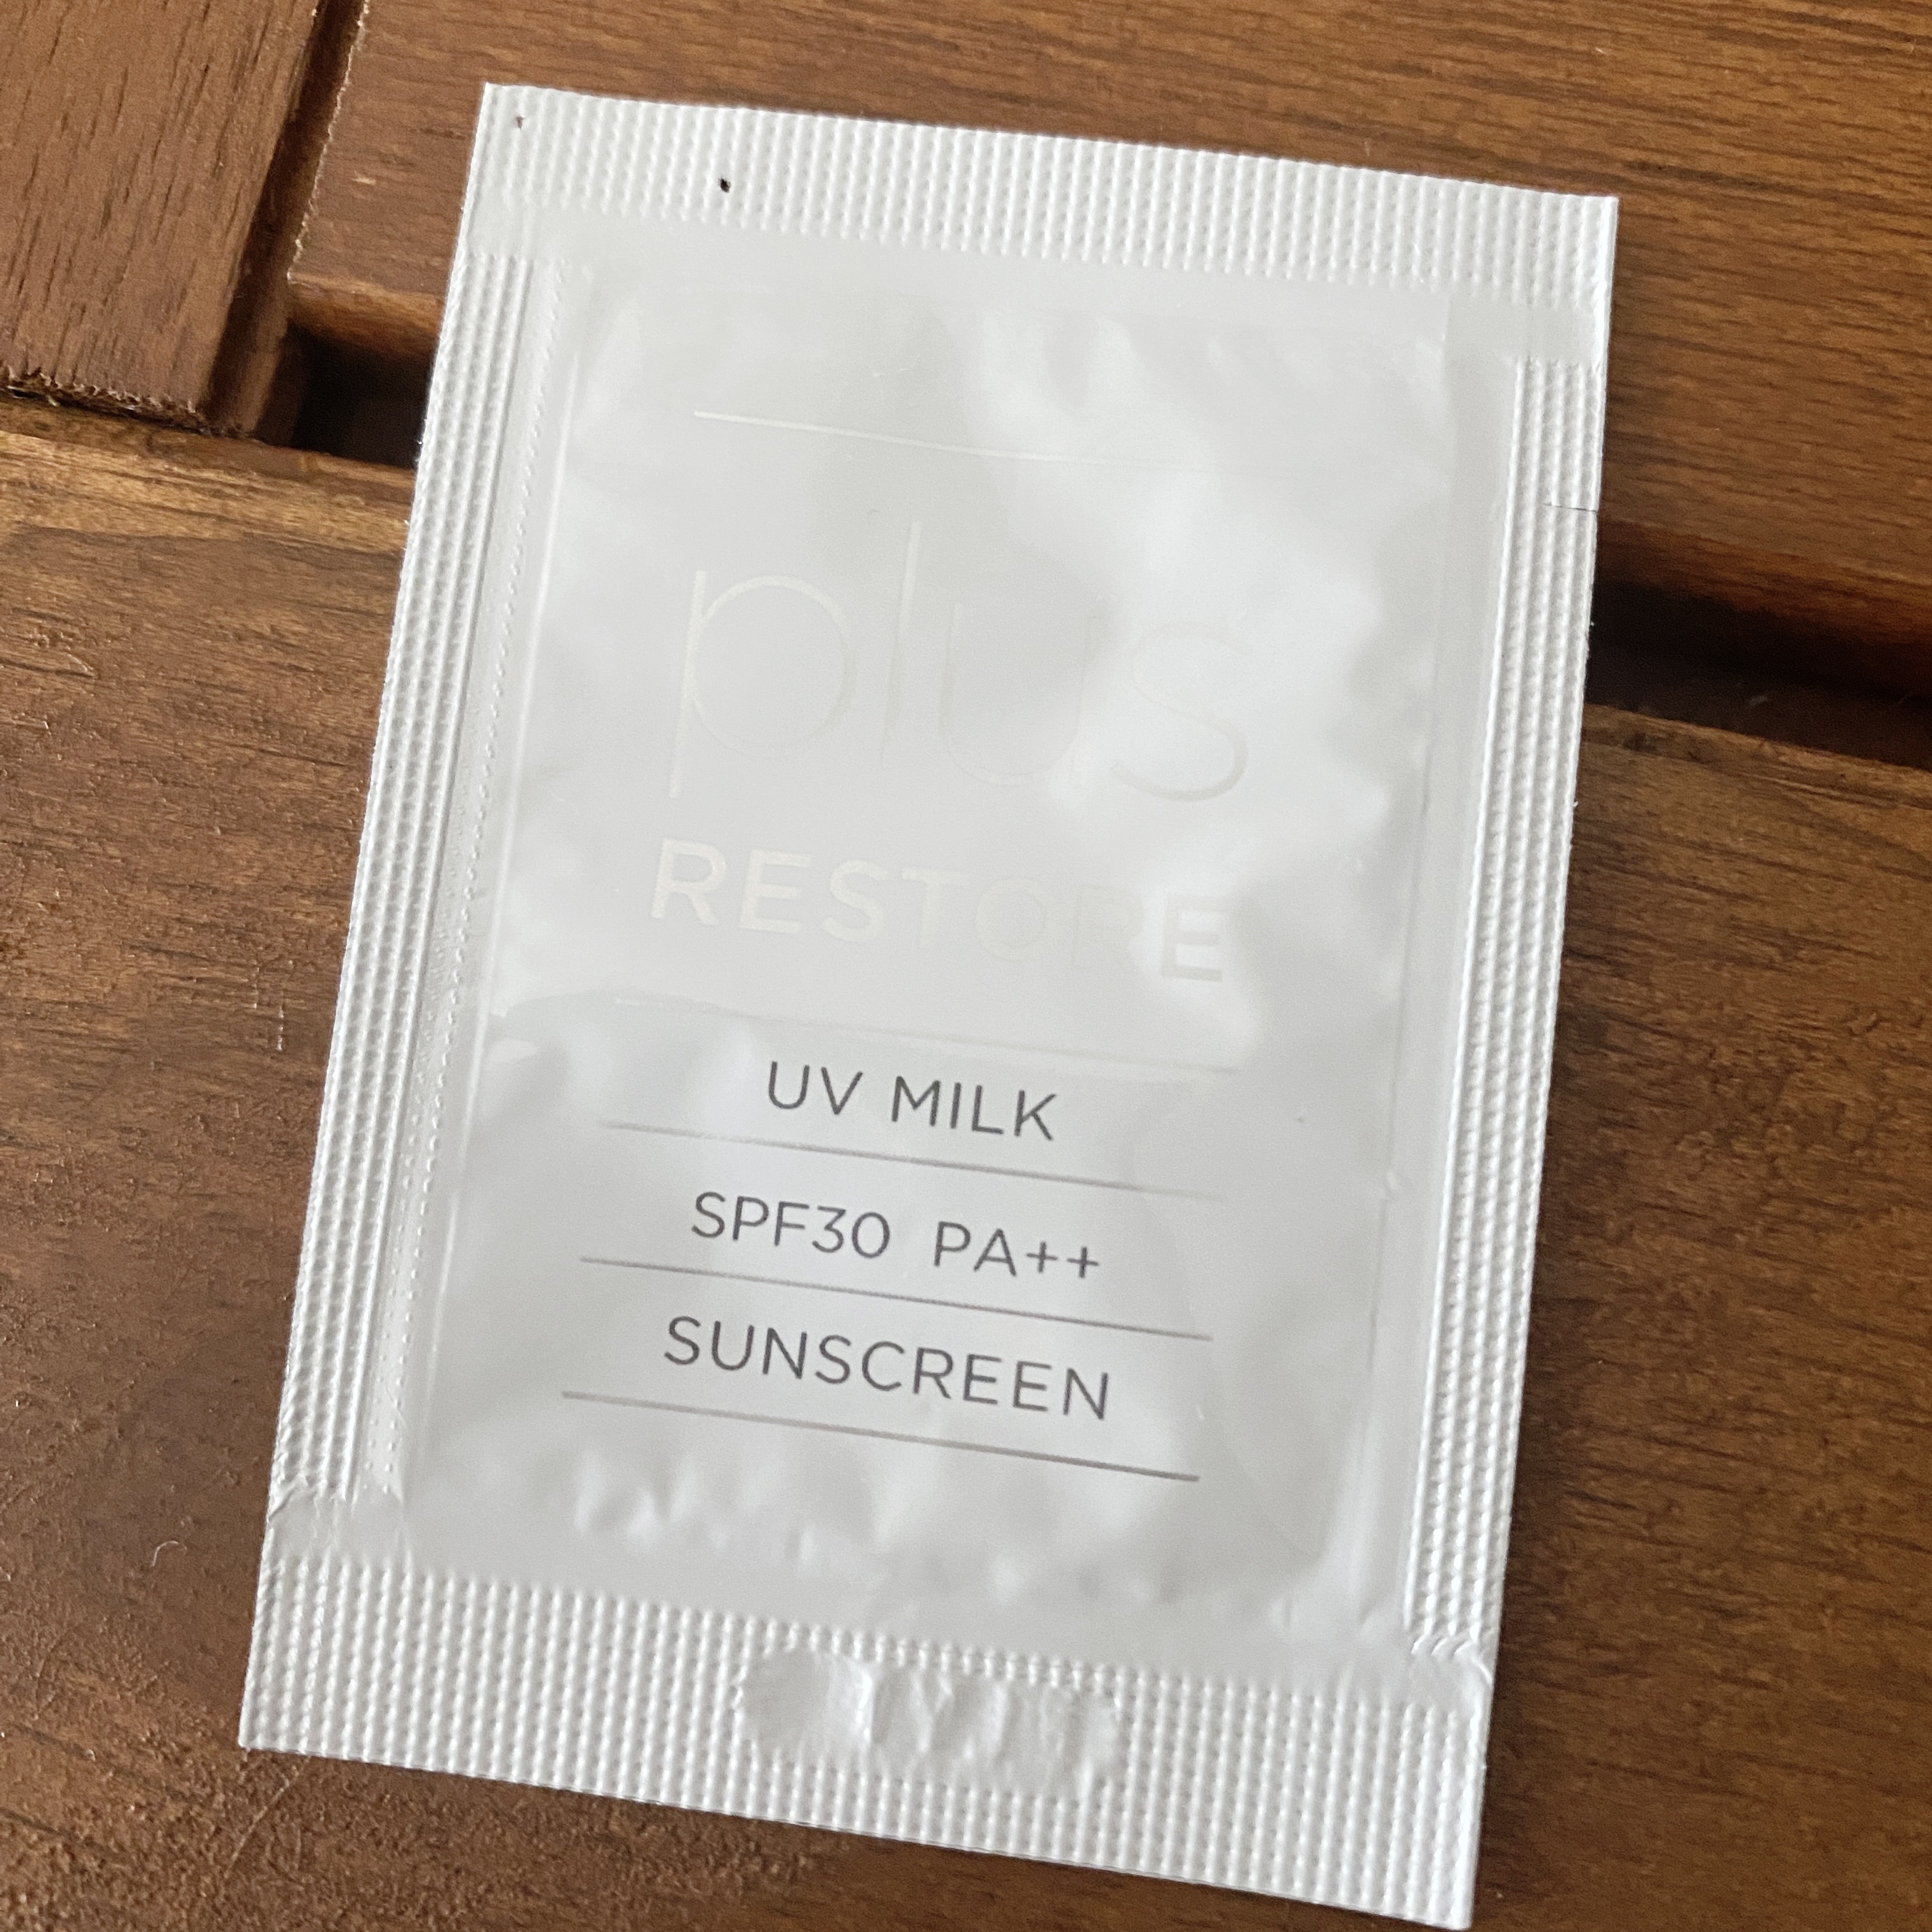 plus
RESTORE
UV MILK
SPF30 PA++
SUNSCREEN